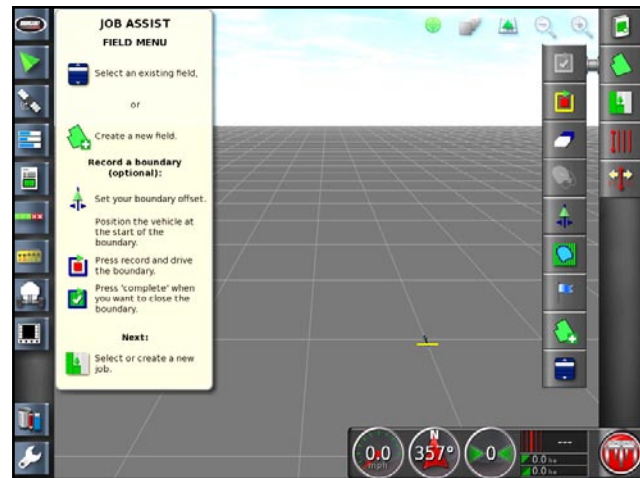 JOB ASSIST
FIELD MENU
Select an existing field,
or
Create a new field.
Record a boundary
(optional):
Set your boundary offset.
Position the vehicle at
the start of the
boundary.
Press record and drive
the boundary.
Press 'complete' when
you want to close the
boundary.
Next:
Select or create a new
job.
0.0
mph
N
357°
0
---
0.0 ha
0.0 ha